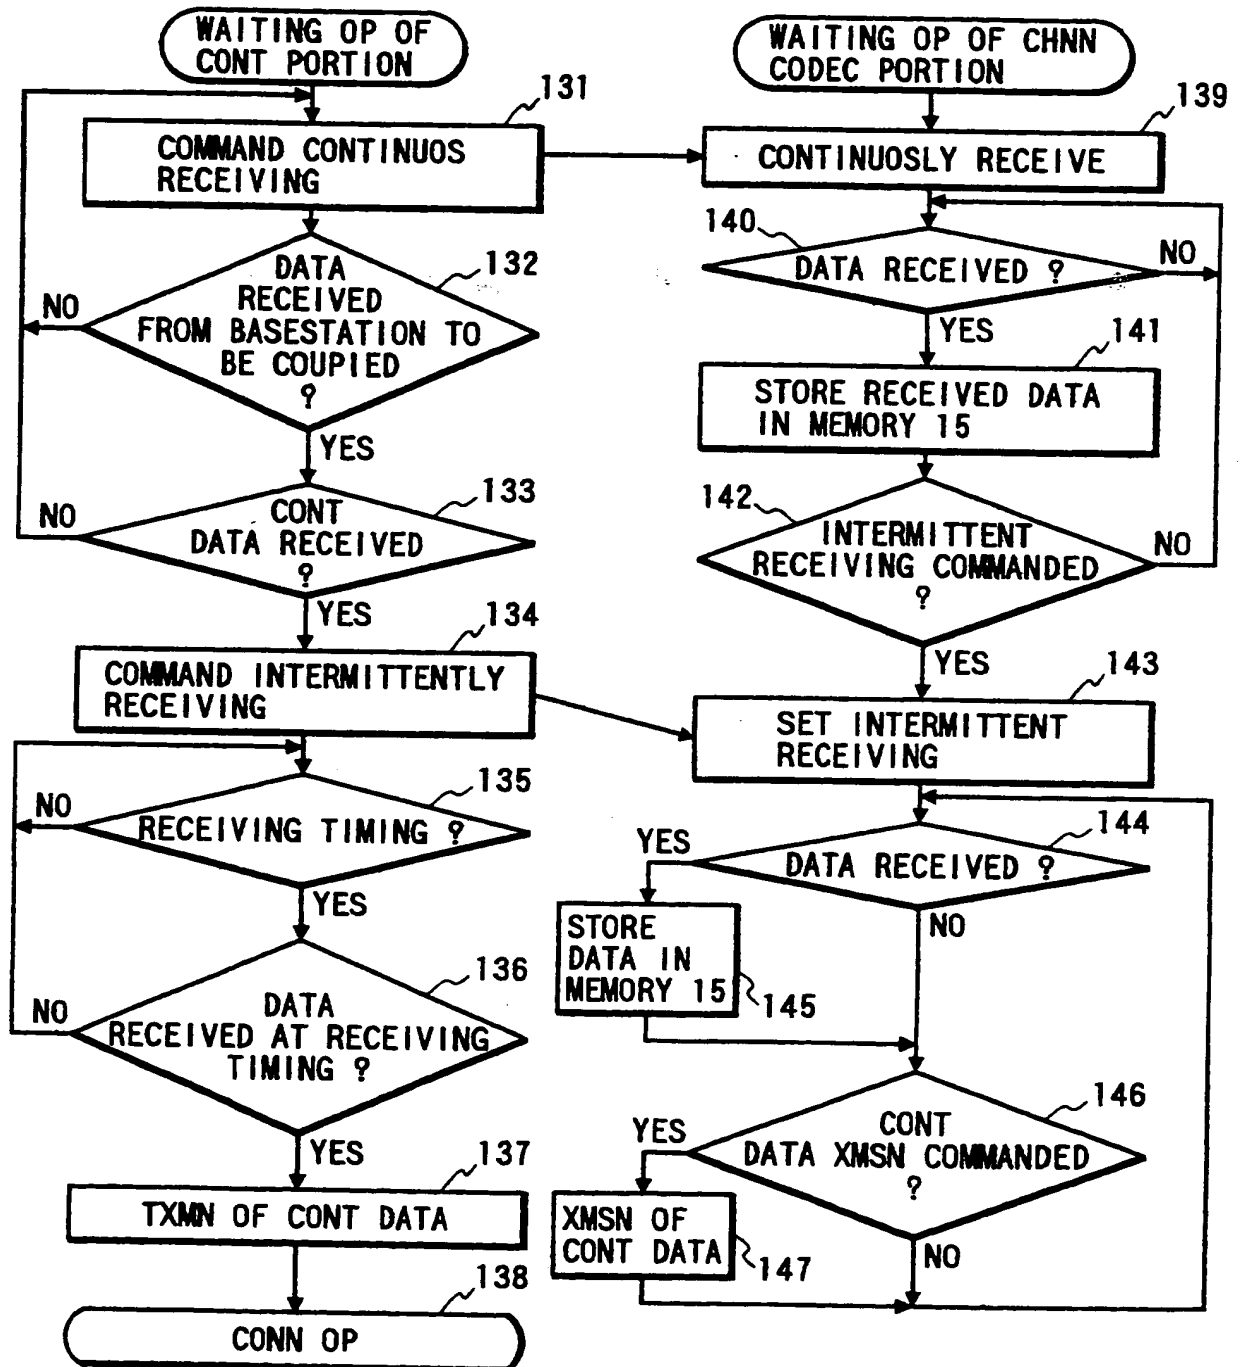 WAITING OP OF
CONT PORTION
131
COMMAND CONTINUOS
RECEIVING
132
DATA
RECEIVED
FROM BASESTATION TO
BE COUPIED
?
NO
YES
133
CONT
DATA RECEIVED
?
NO
YES
134
COMMAND INTERMITTENTLY
RECEIVING
135
NO
RECEIVING TIMING ?
YES
136
DATA
RECEIVED AT RECEIVING
TIMING ?
NO
YES
137
TXMN OF CONT DATA
138
CONN OP
WAITING OP OF CHNN
CODEC PORTION
139
CONTINUOSLY RECEIVE
140
DATA RECEIVED ?
NO
YES
141
STORE RECEIVED DATA
IN MEMORY 15
142
INTERMITTENT
RECEIVING COMMANDED
?
NO
YES
143
SET INTERMITTENT
RECEIVING
144
YES
DATA RECEIVED ?
NO
STORE
DATA IN
MEMORY 15
145
146
YES
CONT
DATA XMSN COMMANDED
?
XMSN OF
CONT DATA
147
NO